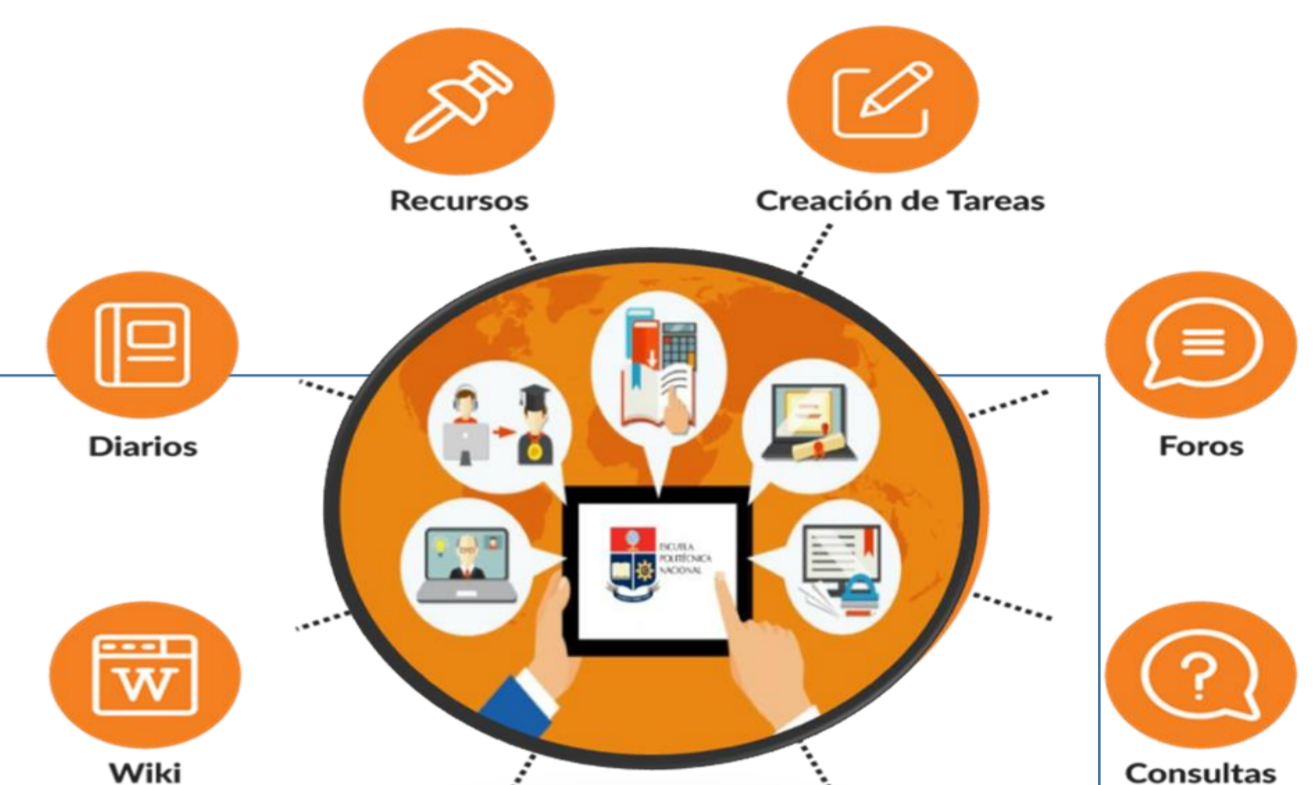 Recursos
Creación de Tareas
Diarios
Foros
ESCUELA
POLITÉCNICA
NACIONAL
W
Wiki
?
Consultas